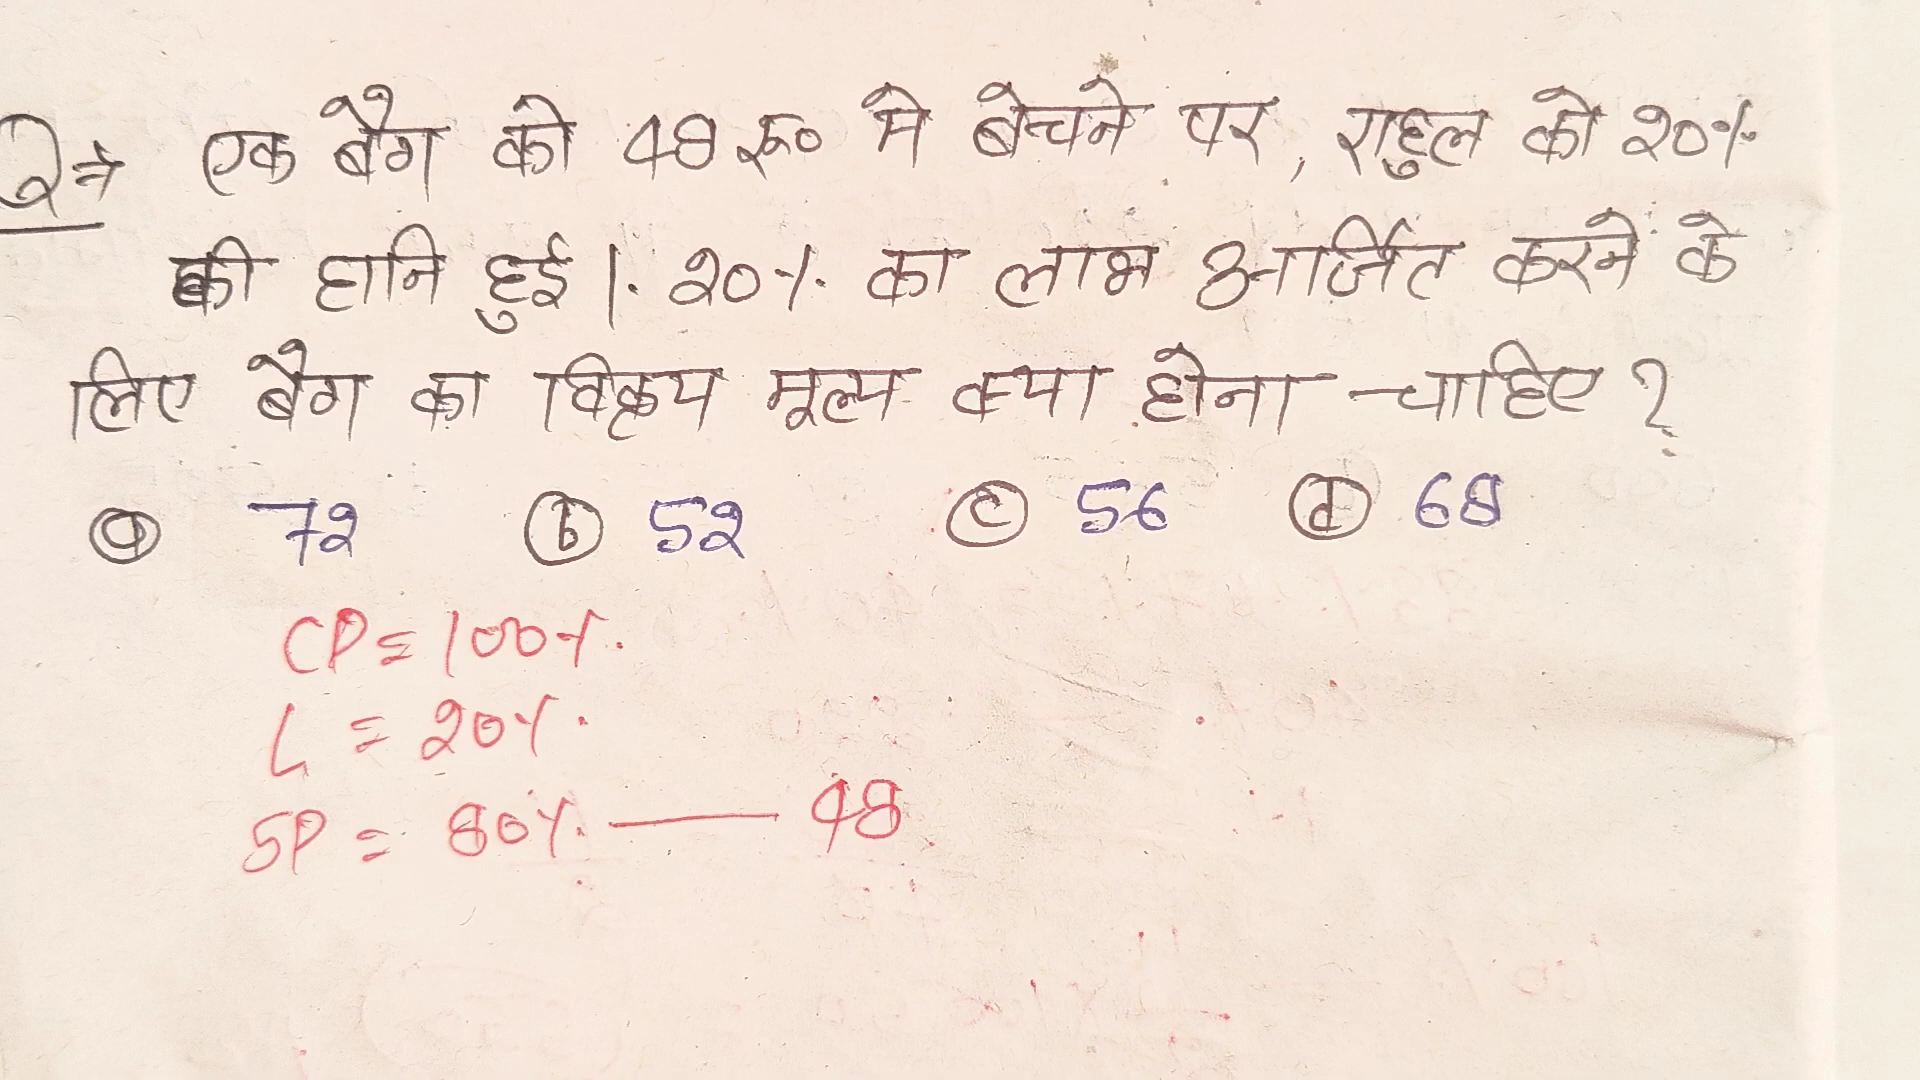 Q⇒ एक बैग को 48 रू० मे बेचने पर, राहुल को 20%
की हानि हुई |. 20%. का लाभ अर्जित करने के
लिए बैग का विक्रय मूल्य क्या होना चाहिए ?
ⓐ 72 ⓑ 52 ⓒ 56 ⓓ 68
CP = 100%.
L = 20%.
SP = 80%. —— 48